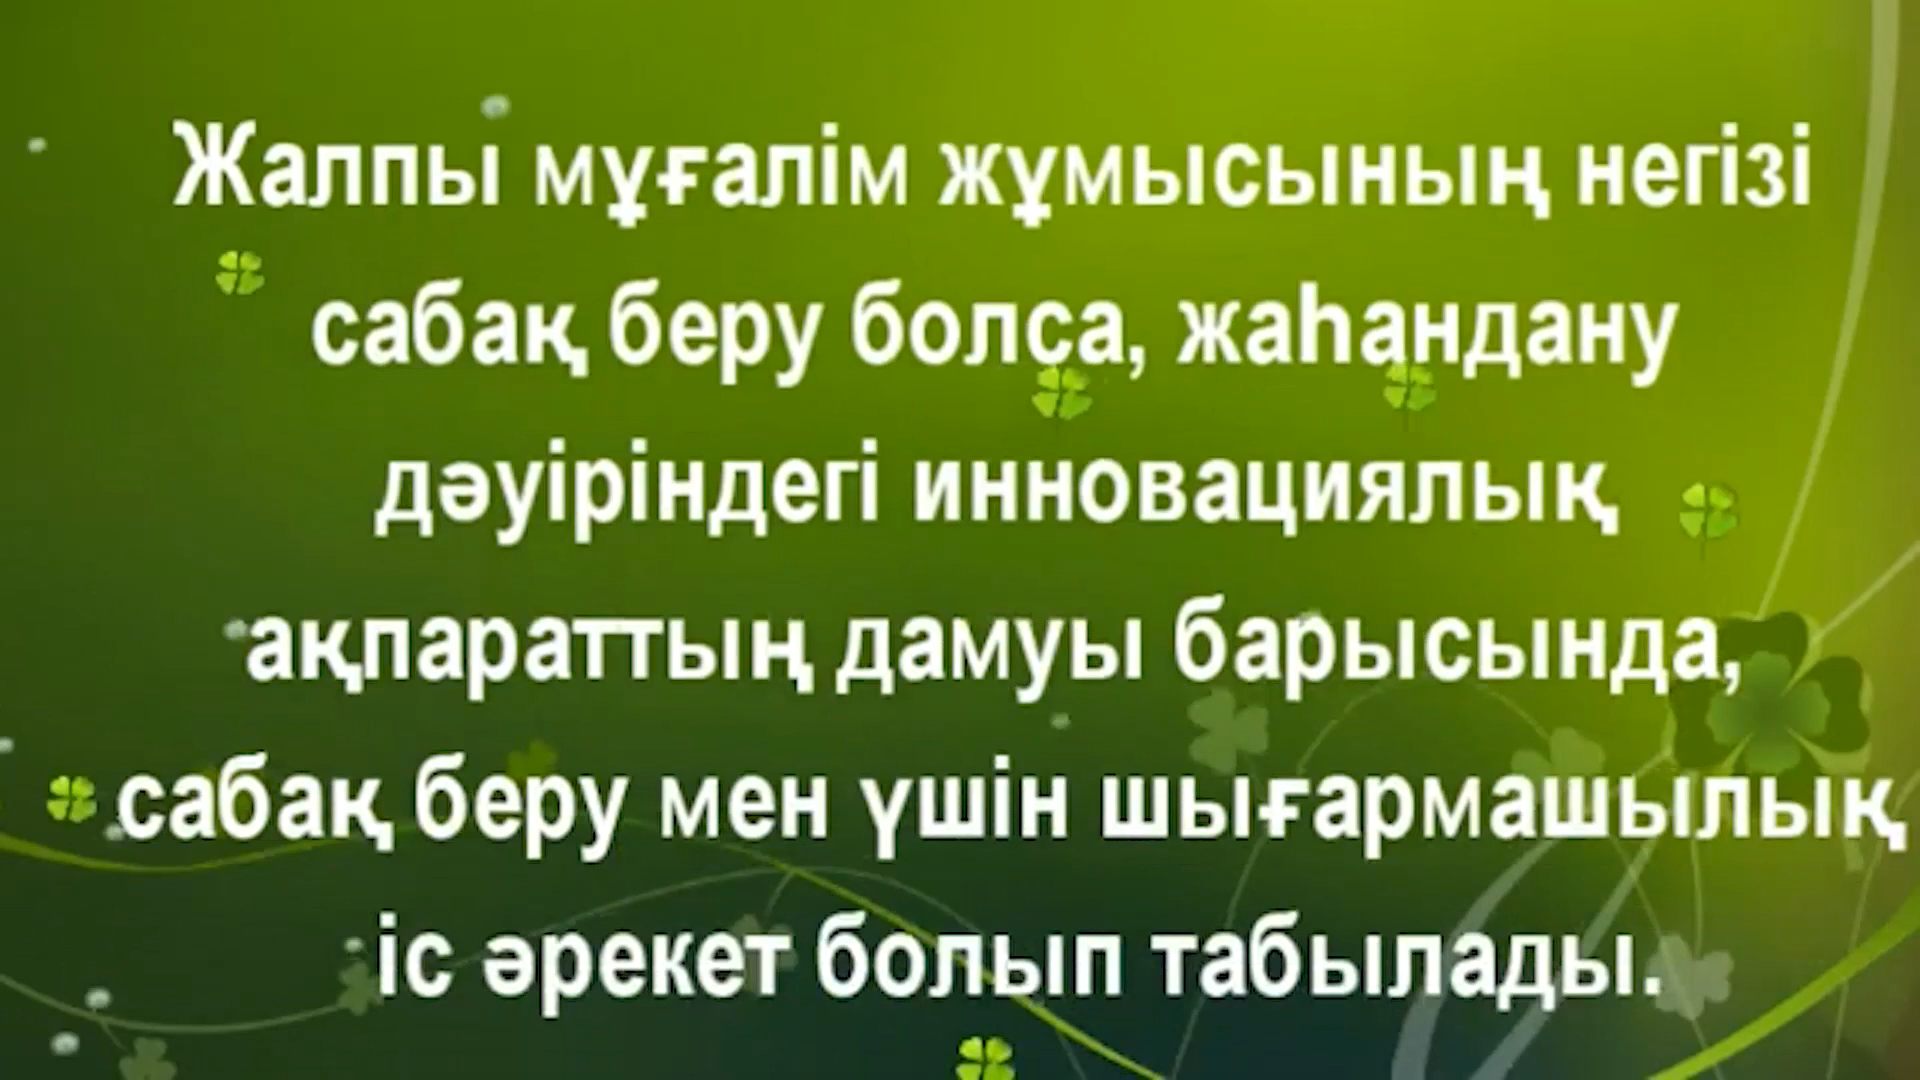 Жалпы мұғалім жұмысының негізі
сабақ беру болса, жаһандану
дәуіріндегі инновациялық
ақпараттың дамуы барысында,
сабақ беру мен үшін шығармашылық
іс әрекет болып табылады.